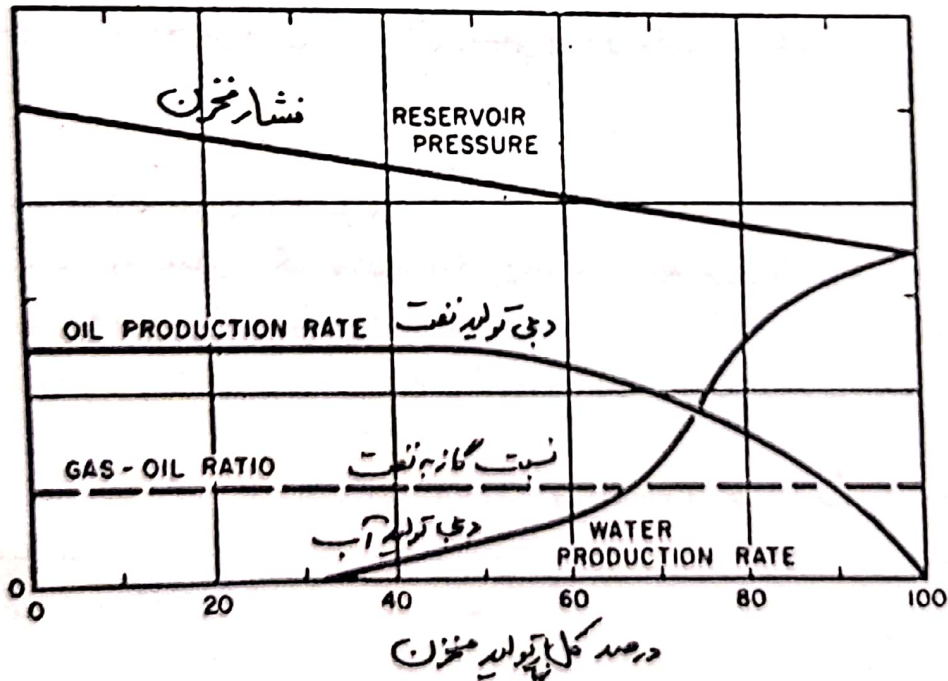 فشار مخزن
RESERVOIR
PRESSURE
OIL PRODUCTION RATE دبی تولید نفت
GAS-OIL RATIO نسبت گاز به نفت
دبی تولید آب
WATER
PRODUCTION RATE
0
0 20 40 60 80 100
درصد کل تولید مخزن